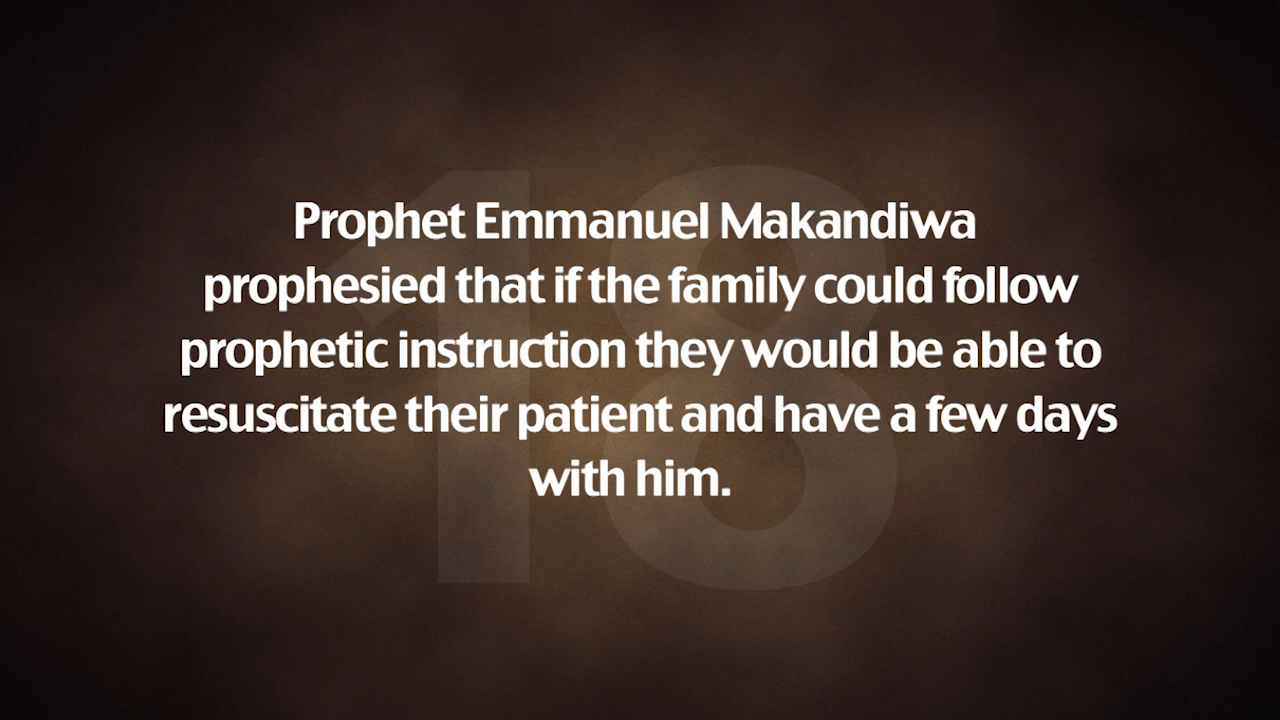 18
Prophet Emmanuel Makandiwa
prophesied that if the family could follow
prophetic instruction they would be able to
resuscitate their patient and have a few days
with him.